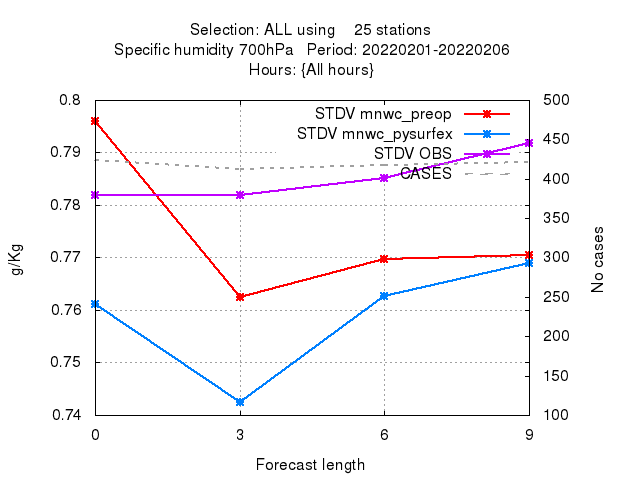 Selection: ALL using    25 stations
Specific humidity 700hPa   Period: 20220201-20220206
Hours: {All hours}
0.8
500
STDV mnwc_preop
STDV mnwc_pysurfex
STDV OBS
CASES
0.79
450
0.78
400
350
0.77
300
0.76
250
0.75
200
150
0.74
100
g/Kg
No cases
0
3
6
9
Forecast length